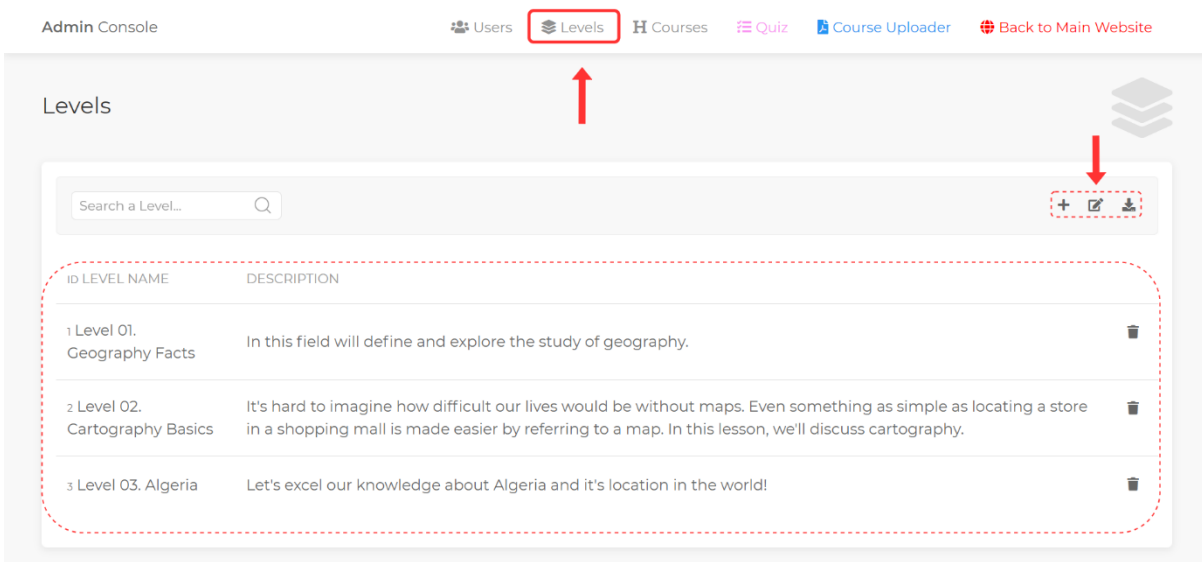 Admin Console
Users
Levels
Courses
Quiz
Course Uploader
Back to Main Website
Levels
Search a Level...
ID LEVEL NAME DESCRIPTION
1 Level 01.
Geography Facts
In this field will define and explore the study of geography.
2 Level 02.
Cartography Basics
It's hard to imagine how difficult our lives would be without maps. Even something as simple as locating a store
in a shopping mall is made easier by referring to a map. In this lesson, we'll discuss cartography.
3 Level 03. Algeria
Let's excel our knowledge about Algeria and it's location in the world!